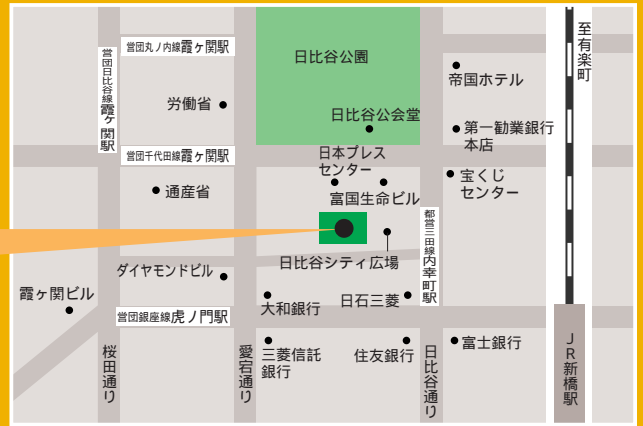 営団丸ノ内線霞ヶ関駅
営団日比谷線霞ヶ関駅
日比谷公園
至有楽町
帝国ホテル
労働省
日比谷公会堂
第一勧業銀行
本店
営団千代田線霞ヶ関駅
日本プレス
センター
宝くじ
センター
通産省
富国生命ビル
都営三田線内幸町駅
日比谷シティ広場
ダイヤモンドビル
霞ヶ関ビル
大和銀行
日石三菱
営団銀座線虎ノ門駅
桜田通り
愛宕通り
三菱信託
銀行
住友銀行
日比谷通り
富士銀行
JR新橋駅